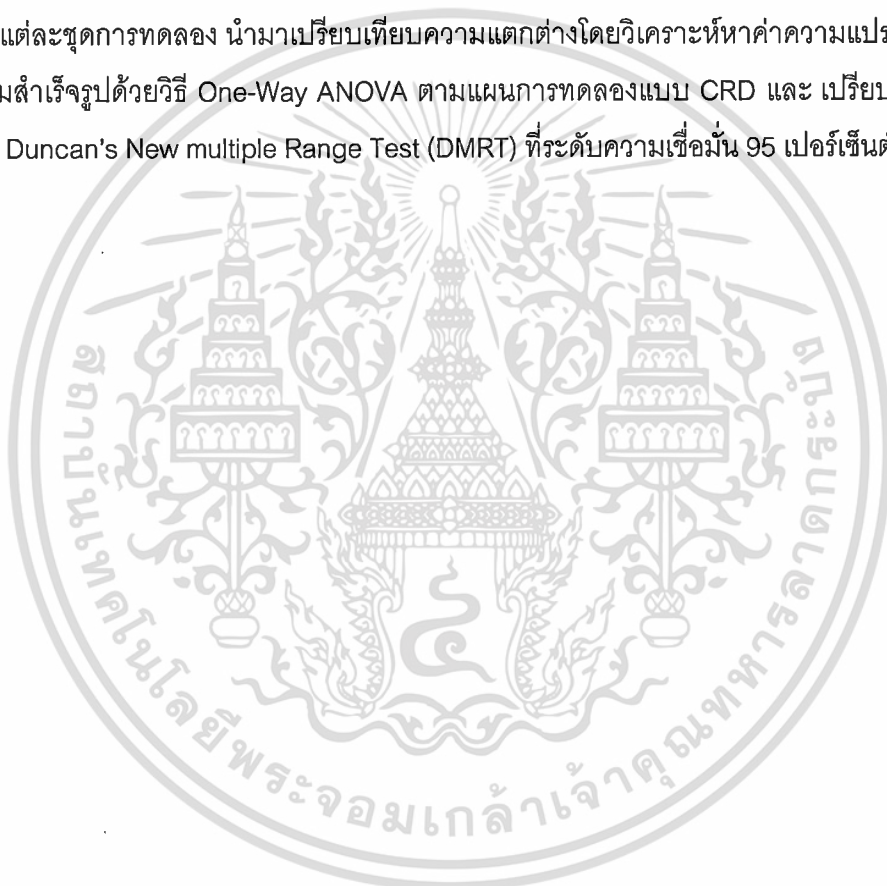 แต่ละชุดการทดลอง นำมาเปรียบเทียบความแตกต่างโดยวิเคราะห์หาค่าความแปร
มสำเร็จรูปด้วยวิธี One-Way ANOVA ตามแผนการทดลองแบบ CRD และ เปรียบ
Duncan's New multiple Range Test (DMRT) ที่ระดับความเชื่อมั่น 95 เปอร์เซ็นต์
สถาบันเทคโนโลยีพระจอมเกล้าเจ้าคุณทหารลาดกระบัง
๔